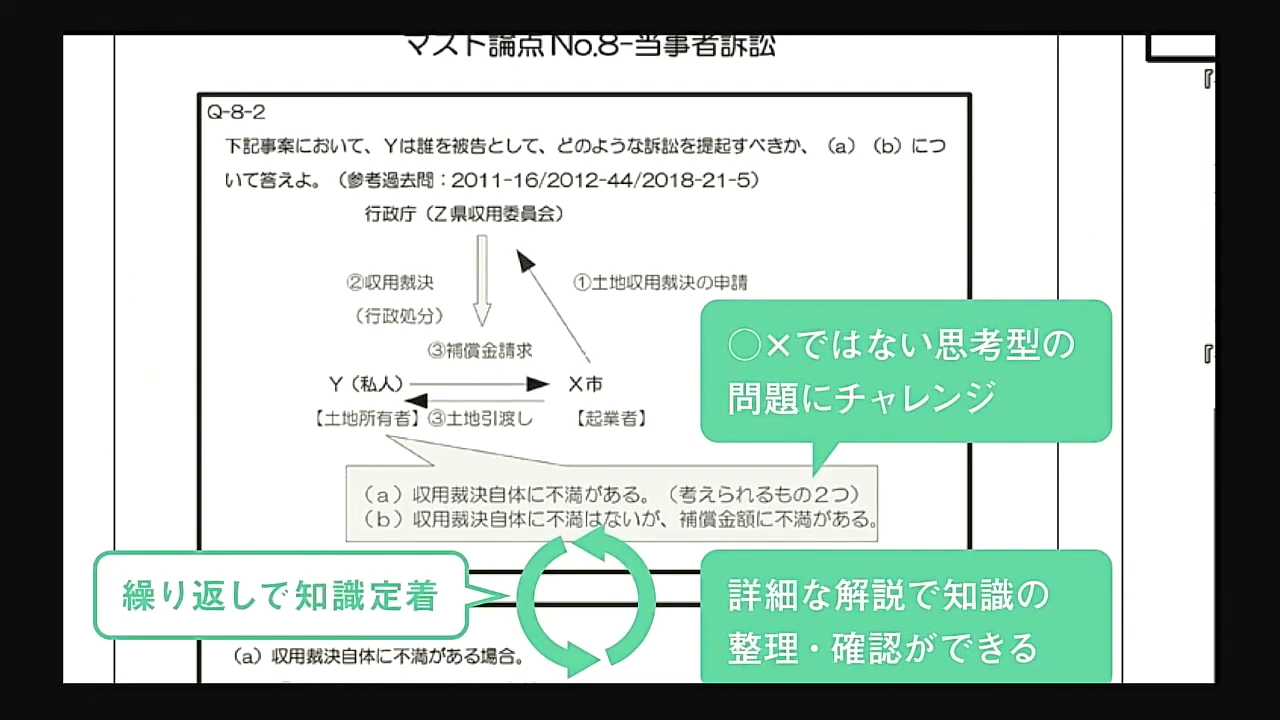 マスト論点No.8-当事者訴訟
Q-8-2
下記事案において、Yは誰を被告として、どのような訴訟を提起すべきか、（a）（b）につ
いて答えよ。（参考過去問：2011-16/2012-44/2018-21-5）
行政庁（Z県収用委員会）
②収用裁決
（行政処分）
①土地収用裁決の申請
③補償金請求
Y（私人）
X市
【土地所有者】
③土地引渡し
【起業者】
（a）収用裁決自体に不満がある。（考えられるもの２つ）
（b）収用裁決自体に不満はないが、補償金額に不満がある。
○×ではない思考型の
問題にチャレンジ
繰り返しで知識定着
詳細な解説で知識の
整理・確認ができる
（a）収用裁決自体に不満がある場合。